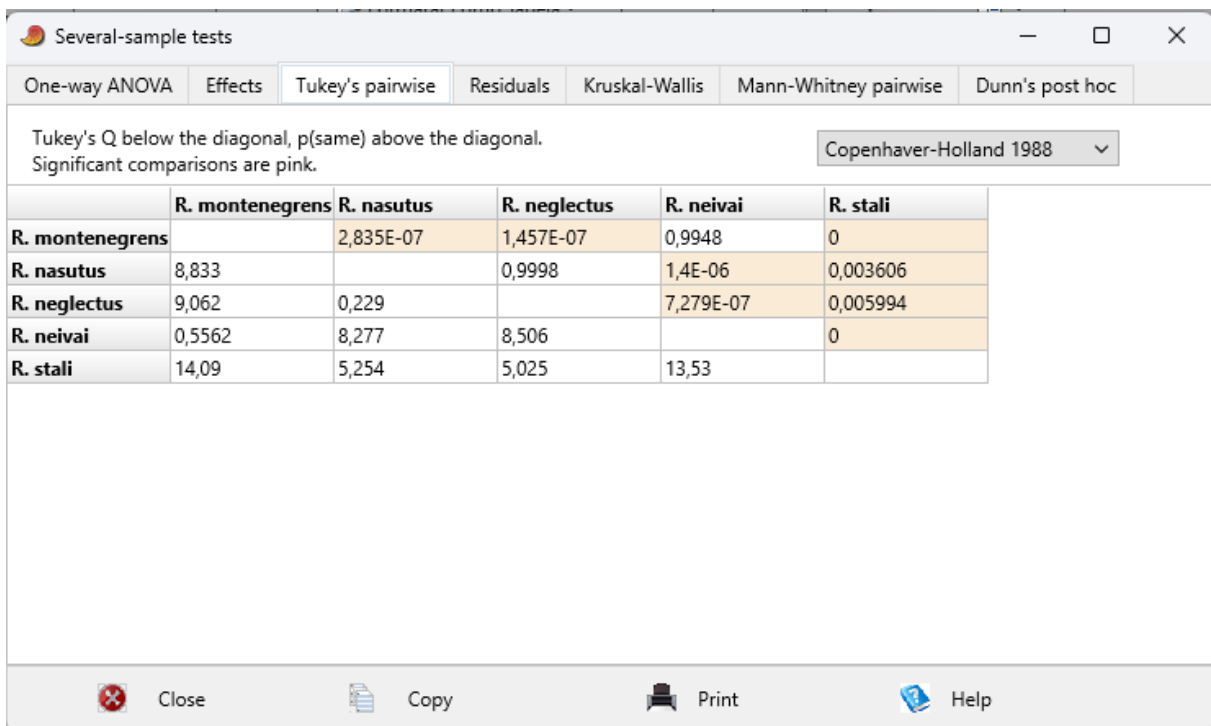 Several-sample tests
One-way ANOVA Effects Tukey's pairwise Residuals Kruskal-Wallis Mann-Whitney pairwise Dunn's post hoc
Tukey's Q below the diagonal, p(same) above the diagonal.
Significant comparisons are pink.
Copenhaver-Holland 1988
R. montenegrens R. nasutus R. neglectus R. neivai R. stali
R. montenegrens 2,835E-07 1,457E-07 0,9948 0
R. nasutus 8,833 0,9998 1,4E-06 0,003606
R. neglectus 9,062 0,229 7,279E-07 0,005994
R. neivai 0,5562 8,277 8,506 0
R. stali 14,09 5,254 5,025 13,53
Close Copy Print Help